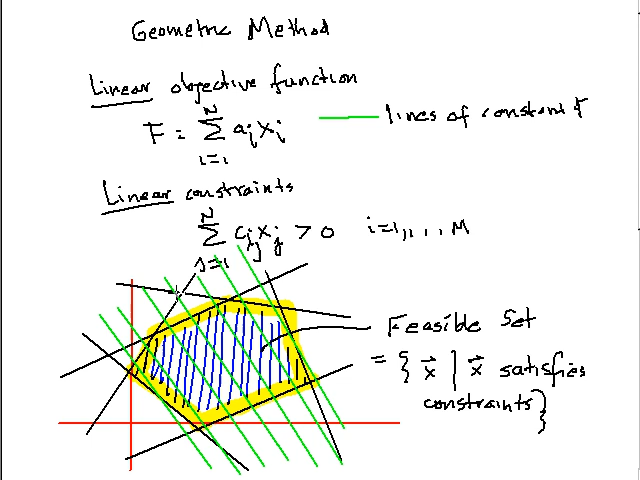 Geometric Method
Linear objective function
F = N Σ i=1 aᵢxᵢ
lines of constant F
Linear constraints
N Σ j=1 cᵢⱼxⱼ > 0 i=1,...,M
Feasible Set
= { x⃗ | x⃗ satisfies
constraints }